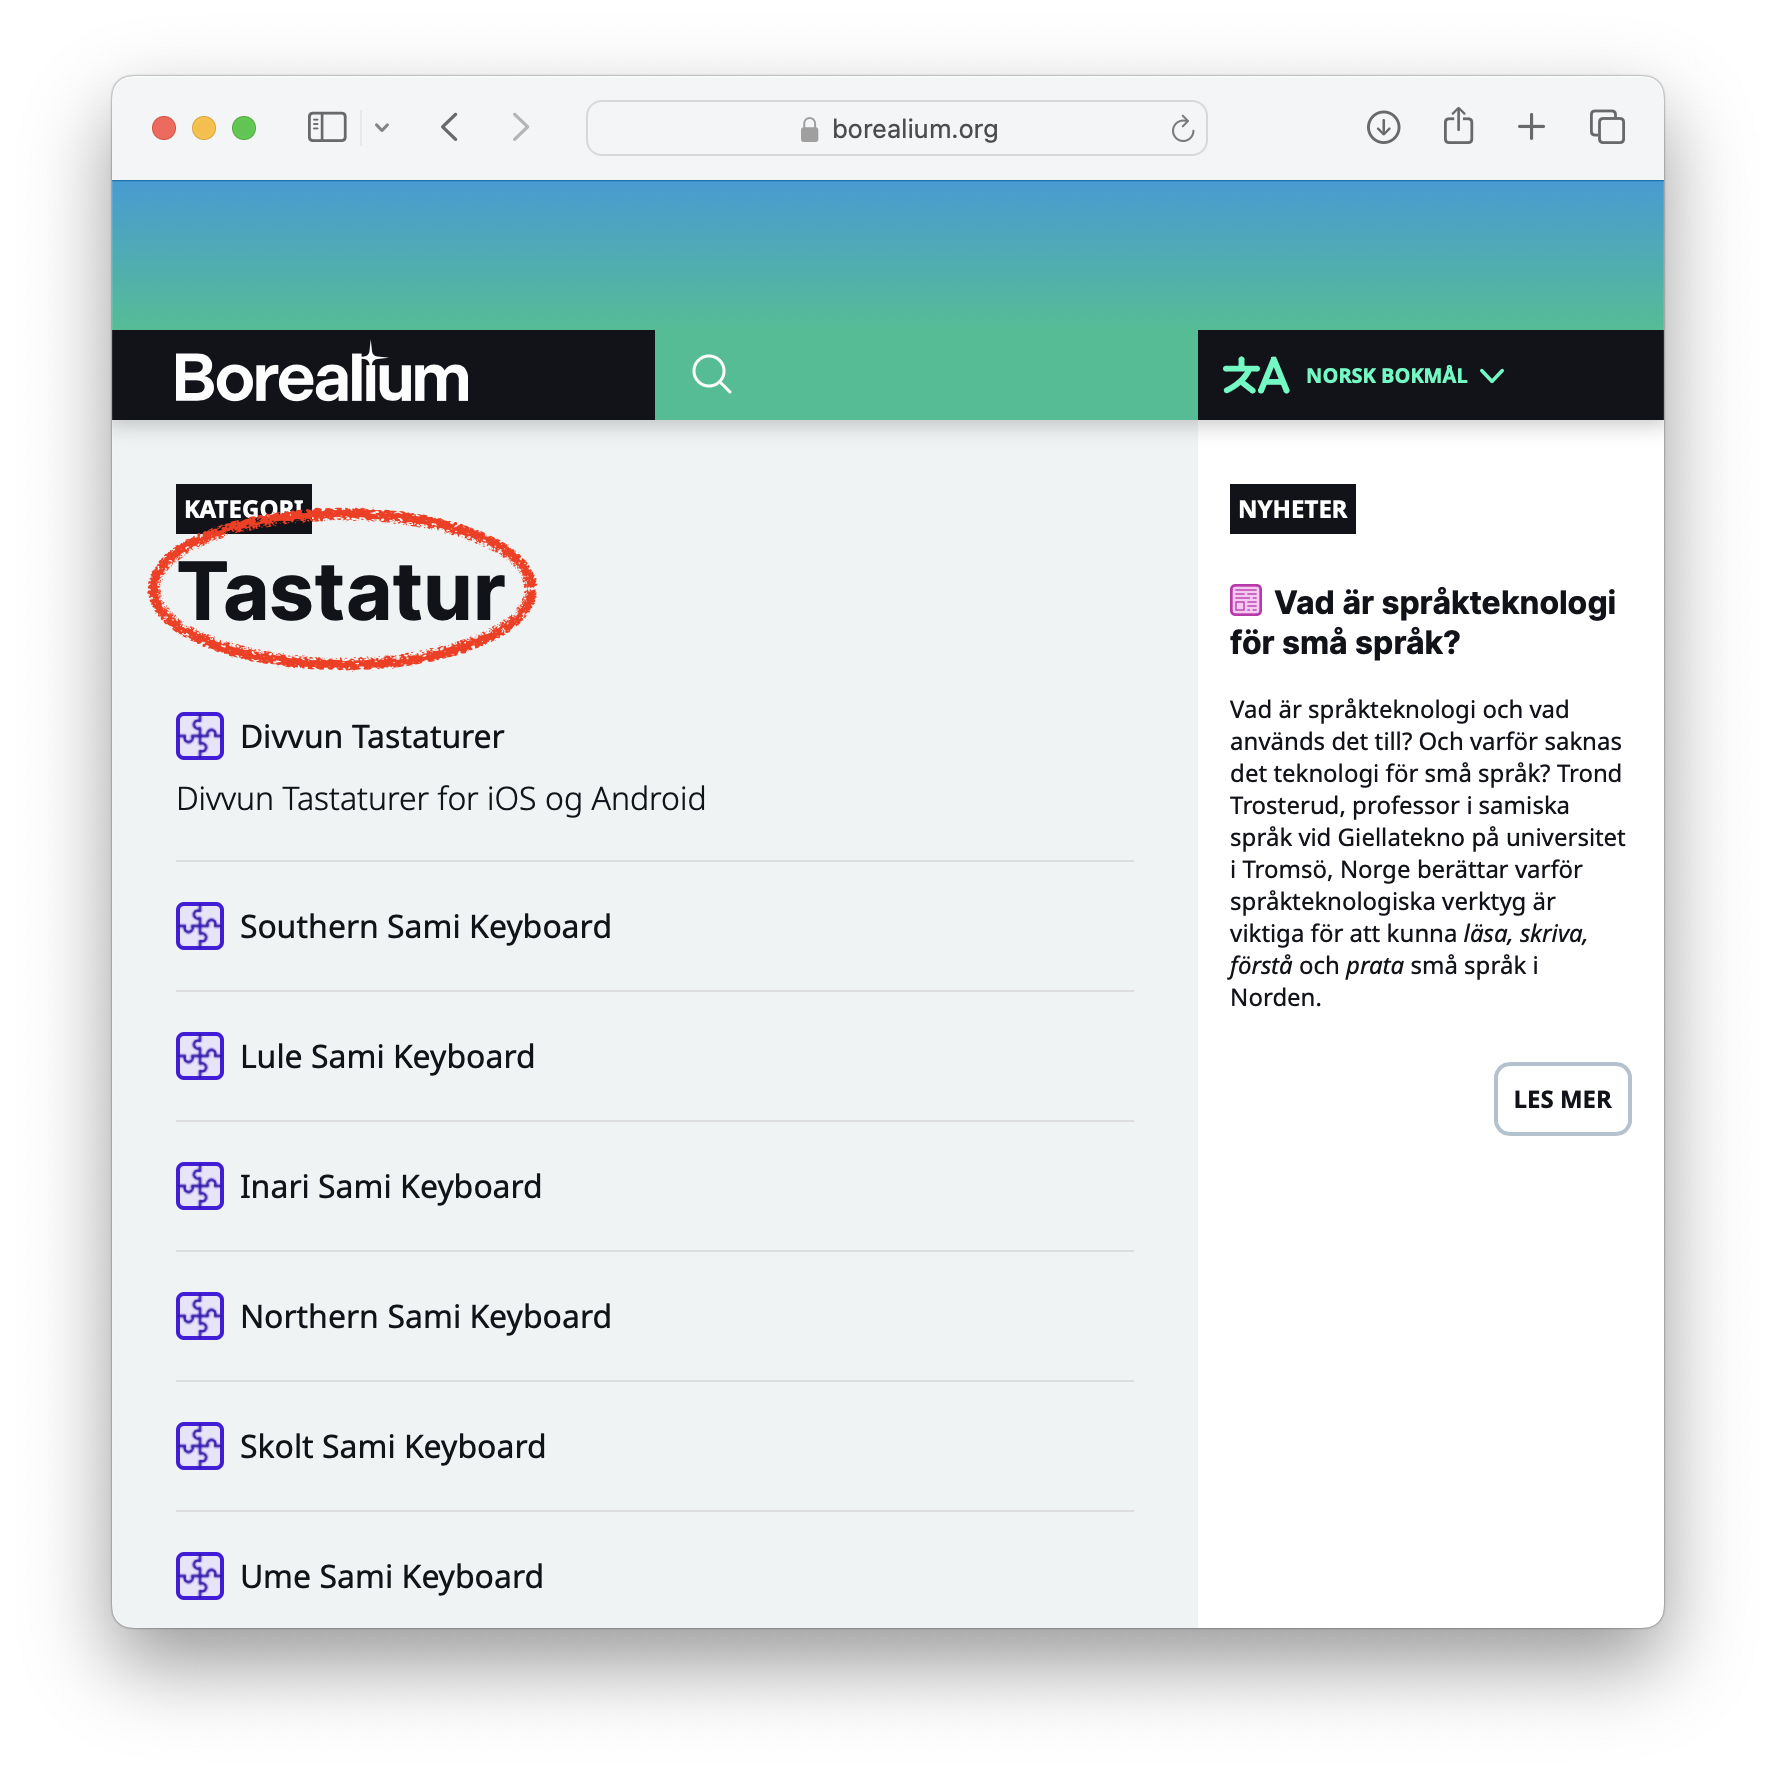 borealium.org
Borealium
NORSK BOKMÅL
KATEGORI
Tastatur
Divvun Tastaturer
Divvun Tastaturer for iOS og Android
Southern Sami Keyboard
Lule Sami Keyboard
Inari Sami Keyboard
Northern Sami Keyboard
Skolt Sami Keyboard
Ume Sami Keyboard
NYHETER
Vad är språkteknologi
för små språk?
Vad är språkteknologi och vad
används det till? Och varför saknas
det teknologi för små språk? Trond
Trosterud, professor i samiska
språk vid Giellatekno på universitet
i Tromsö, Norge berättar varför
språkteknologiska verktyg är
viktiga för att kunna läsa, skriva,
förstå och prata små språk i
Norden.
LES MER